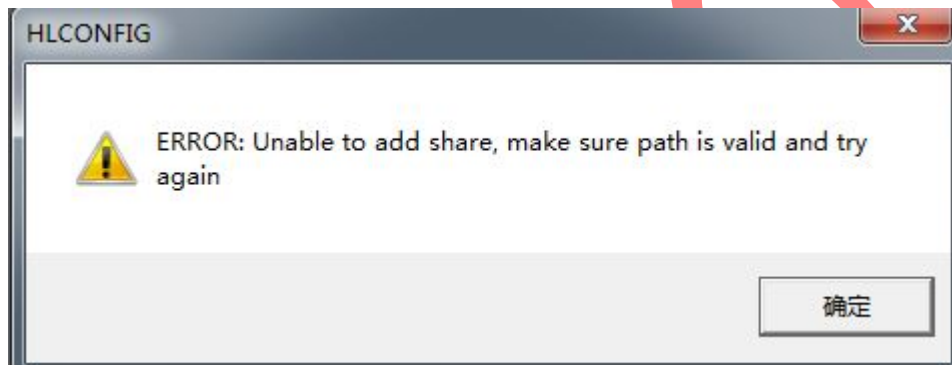 HLCONFIG
ERROR: Unable to add share, make sure path is valid and try
again
确定